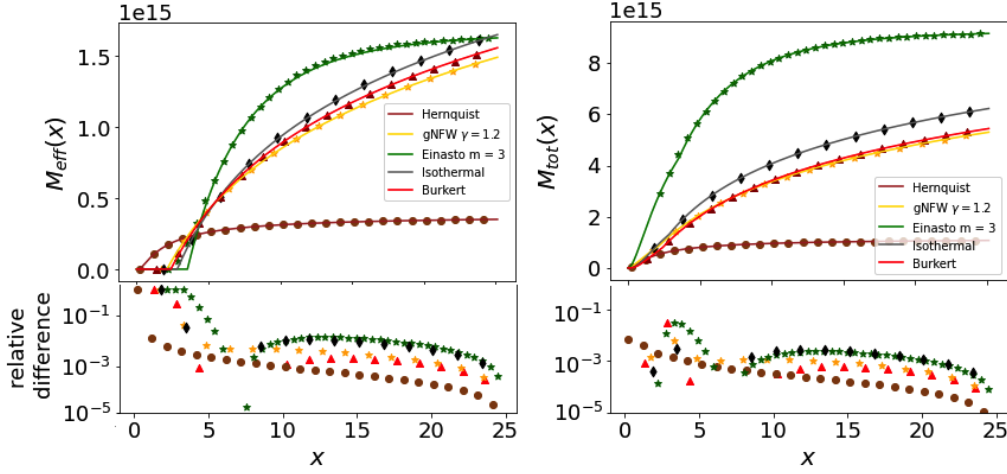 1e15
M_eff(x)
1.5
1.0
0.5
0.0
Hernquist
gNFW γ = 1.2
Einasto m = 3
Isothermal
Burkert
relative
difference
10⁻¹
10⁻³
10⁻⁵
0 5 10 15 20 25
x
1e15
M_tot(x)
8
6
4
2
0
Hernquist
gNFW γ = 1.2
Einasto m = 3
Isothermal
Burkert
10⁻¹
10⁻³
10⁻⁵
0 5 10 15 20 25
x